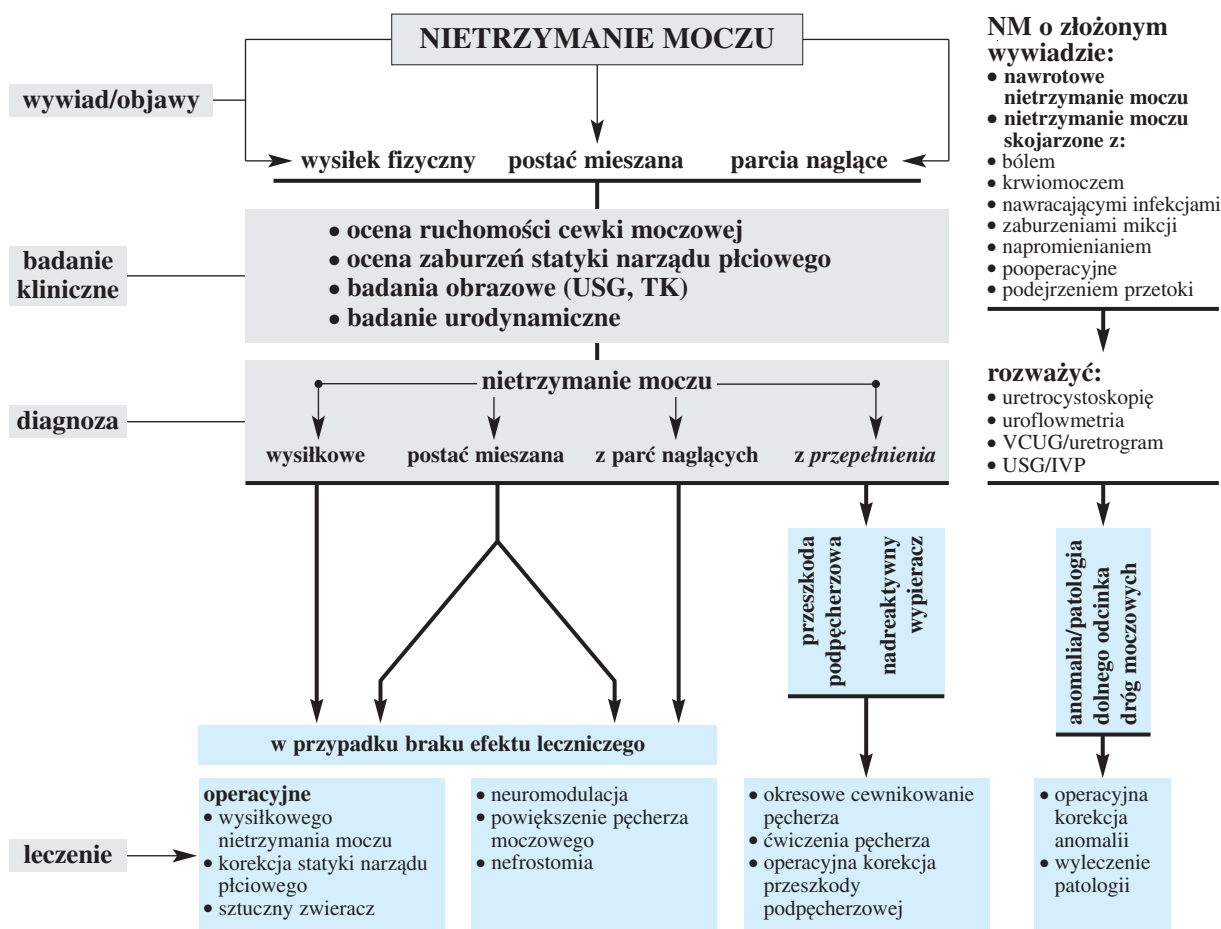 NIETRZYMANIE MOCZU
wywiad/objawy
wysiłek fizyczny
postać mieszana
parcia naglące
badanie
kliniczne
• ocena ruchomości cewki moczowej
• ocena zaburzeń statyki narządu płciowego
• badania obrazowe (USG, TK)
• badanie urodynamiczne
diagnoza
nietrzymanie moczu
wysiłkowe
postać mieszana
z parć naglących
z przepełnienia
przeszkoda
podpęcherzowa
nadreaktywny
wypieracz
w przypadku braku efektu leczniczego
leczenie
operacyjne
• wysiłkowego
nietrzymania moczu
• korekcja statyki narządu
płciowego
• sztuczny zwieracz
• neuromodulacja
• powiększenie pęcherza
moczowego
• nefrostomia
• okresowe cewnikowanie
pęcherza
• ćwiczenia pęcherza
• operacyjna korekcja
przeszkody
podpęcherzowej
NM o złożonym
wywiadzie:
• nawrotowe
nietrzymanie moczu
• nietrzymanie moczu
skojarzone z:
• bólem
• krwiomoczem
• nawracającymi infekcjami
• zaburzeniami mikcji
• napromienianiem
• pooperacyjne
• podejrzeniem przetoki
rozważyć:
• uretrocystoskopię
• uroflowmetria
• VCUG/uretrogram
• USG/IVP
anomalia/patologia
dolnego odcinka
dróg moczowych
• operacyjna
korekcja
anomalii
• wyleczenie
patologii